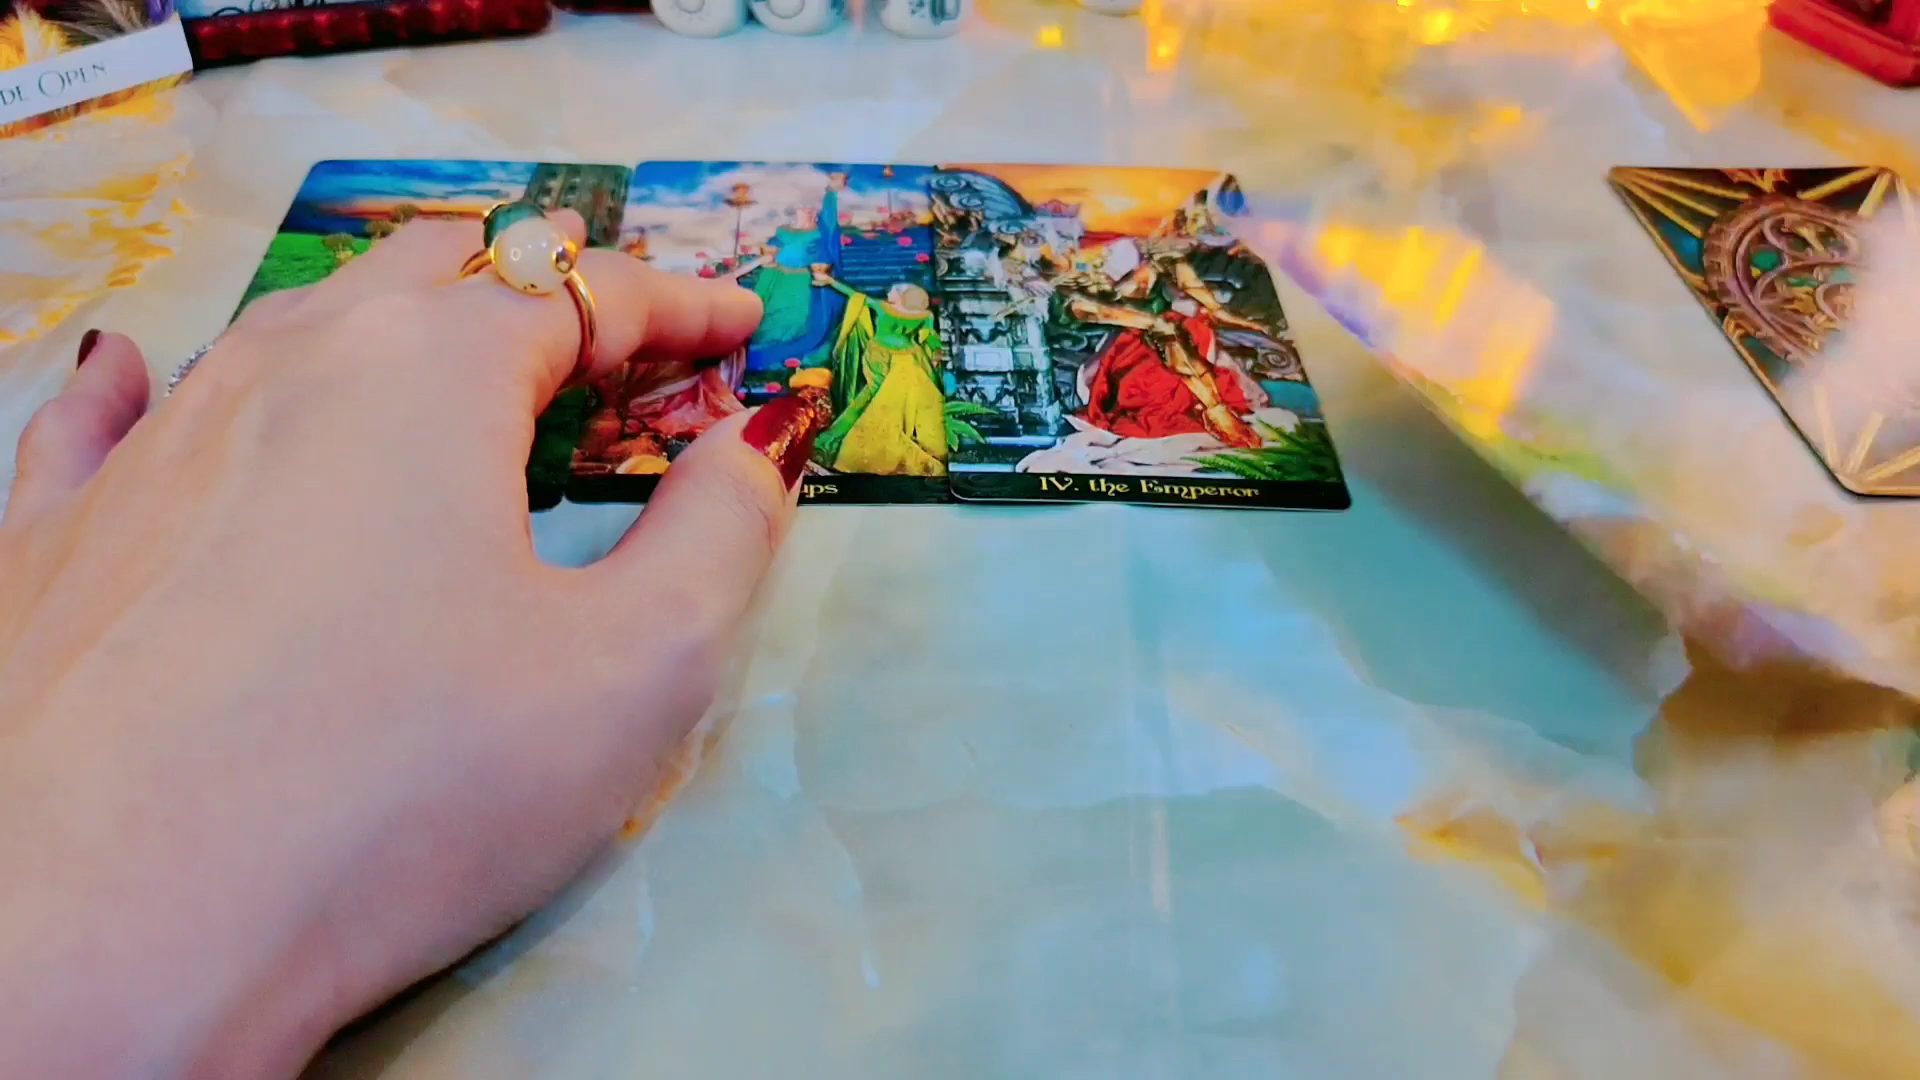 DE OPEN
ups
IV. the Emperor